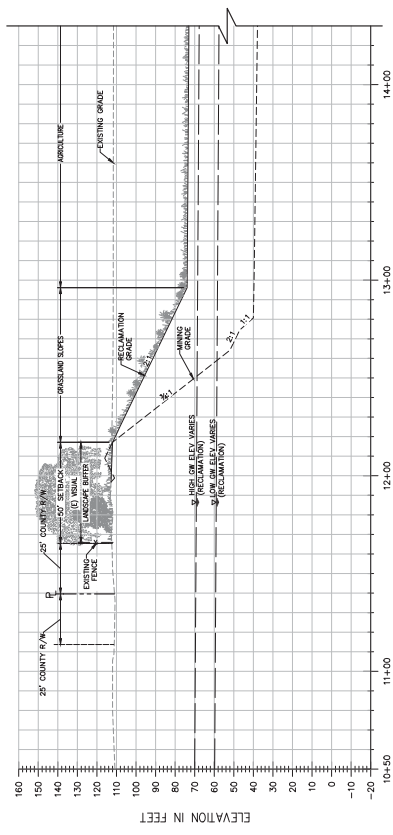 ELEVATION IN FEET
160
150
140
130
120
110
100
90
80
70
60
50
40
30
20
10
0
-10
-20
10+50
11+00
12+00
13+00
14+00
25' COUNTY R/W
PL
25' COUNTY R/W
50' SETBACK
(E) VISUAL
LANDSCAPE BUFFER
EXISTING
FENCE
GRASSLAND SLOPES
AGRICULTURE
EXISTING GRADE
RECLAMATION
GRADE
2:1
MINING
GRADE
2:1
1:1
HIGH GW ELEV VARIES
(RECLAMATION)
LOW GW ELEV VARIES
(RECLAMATION)